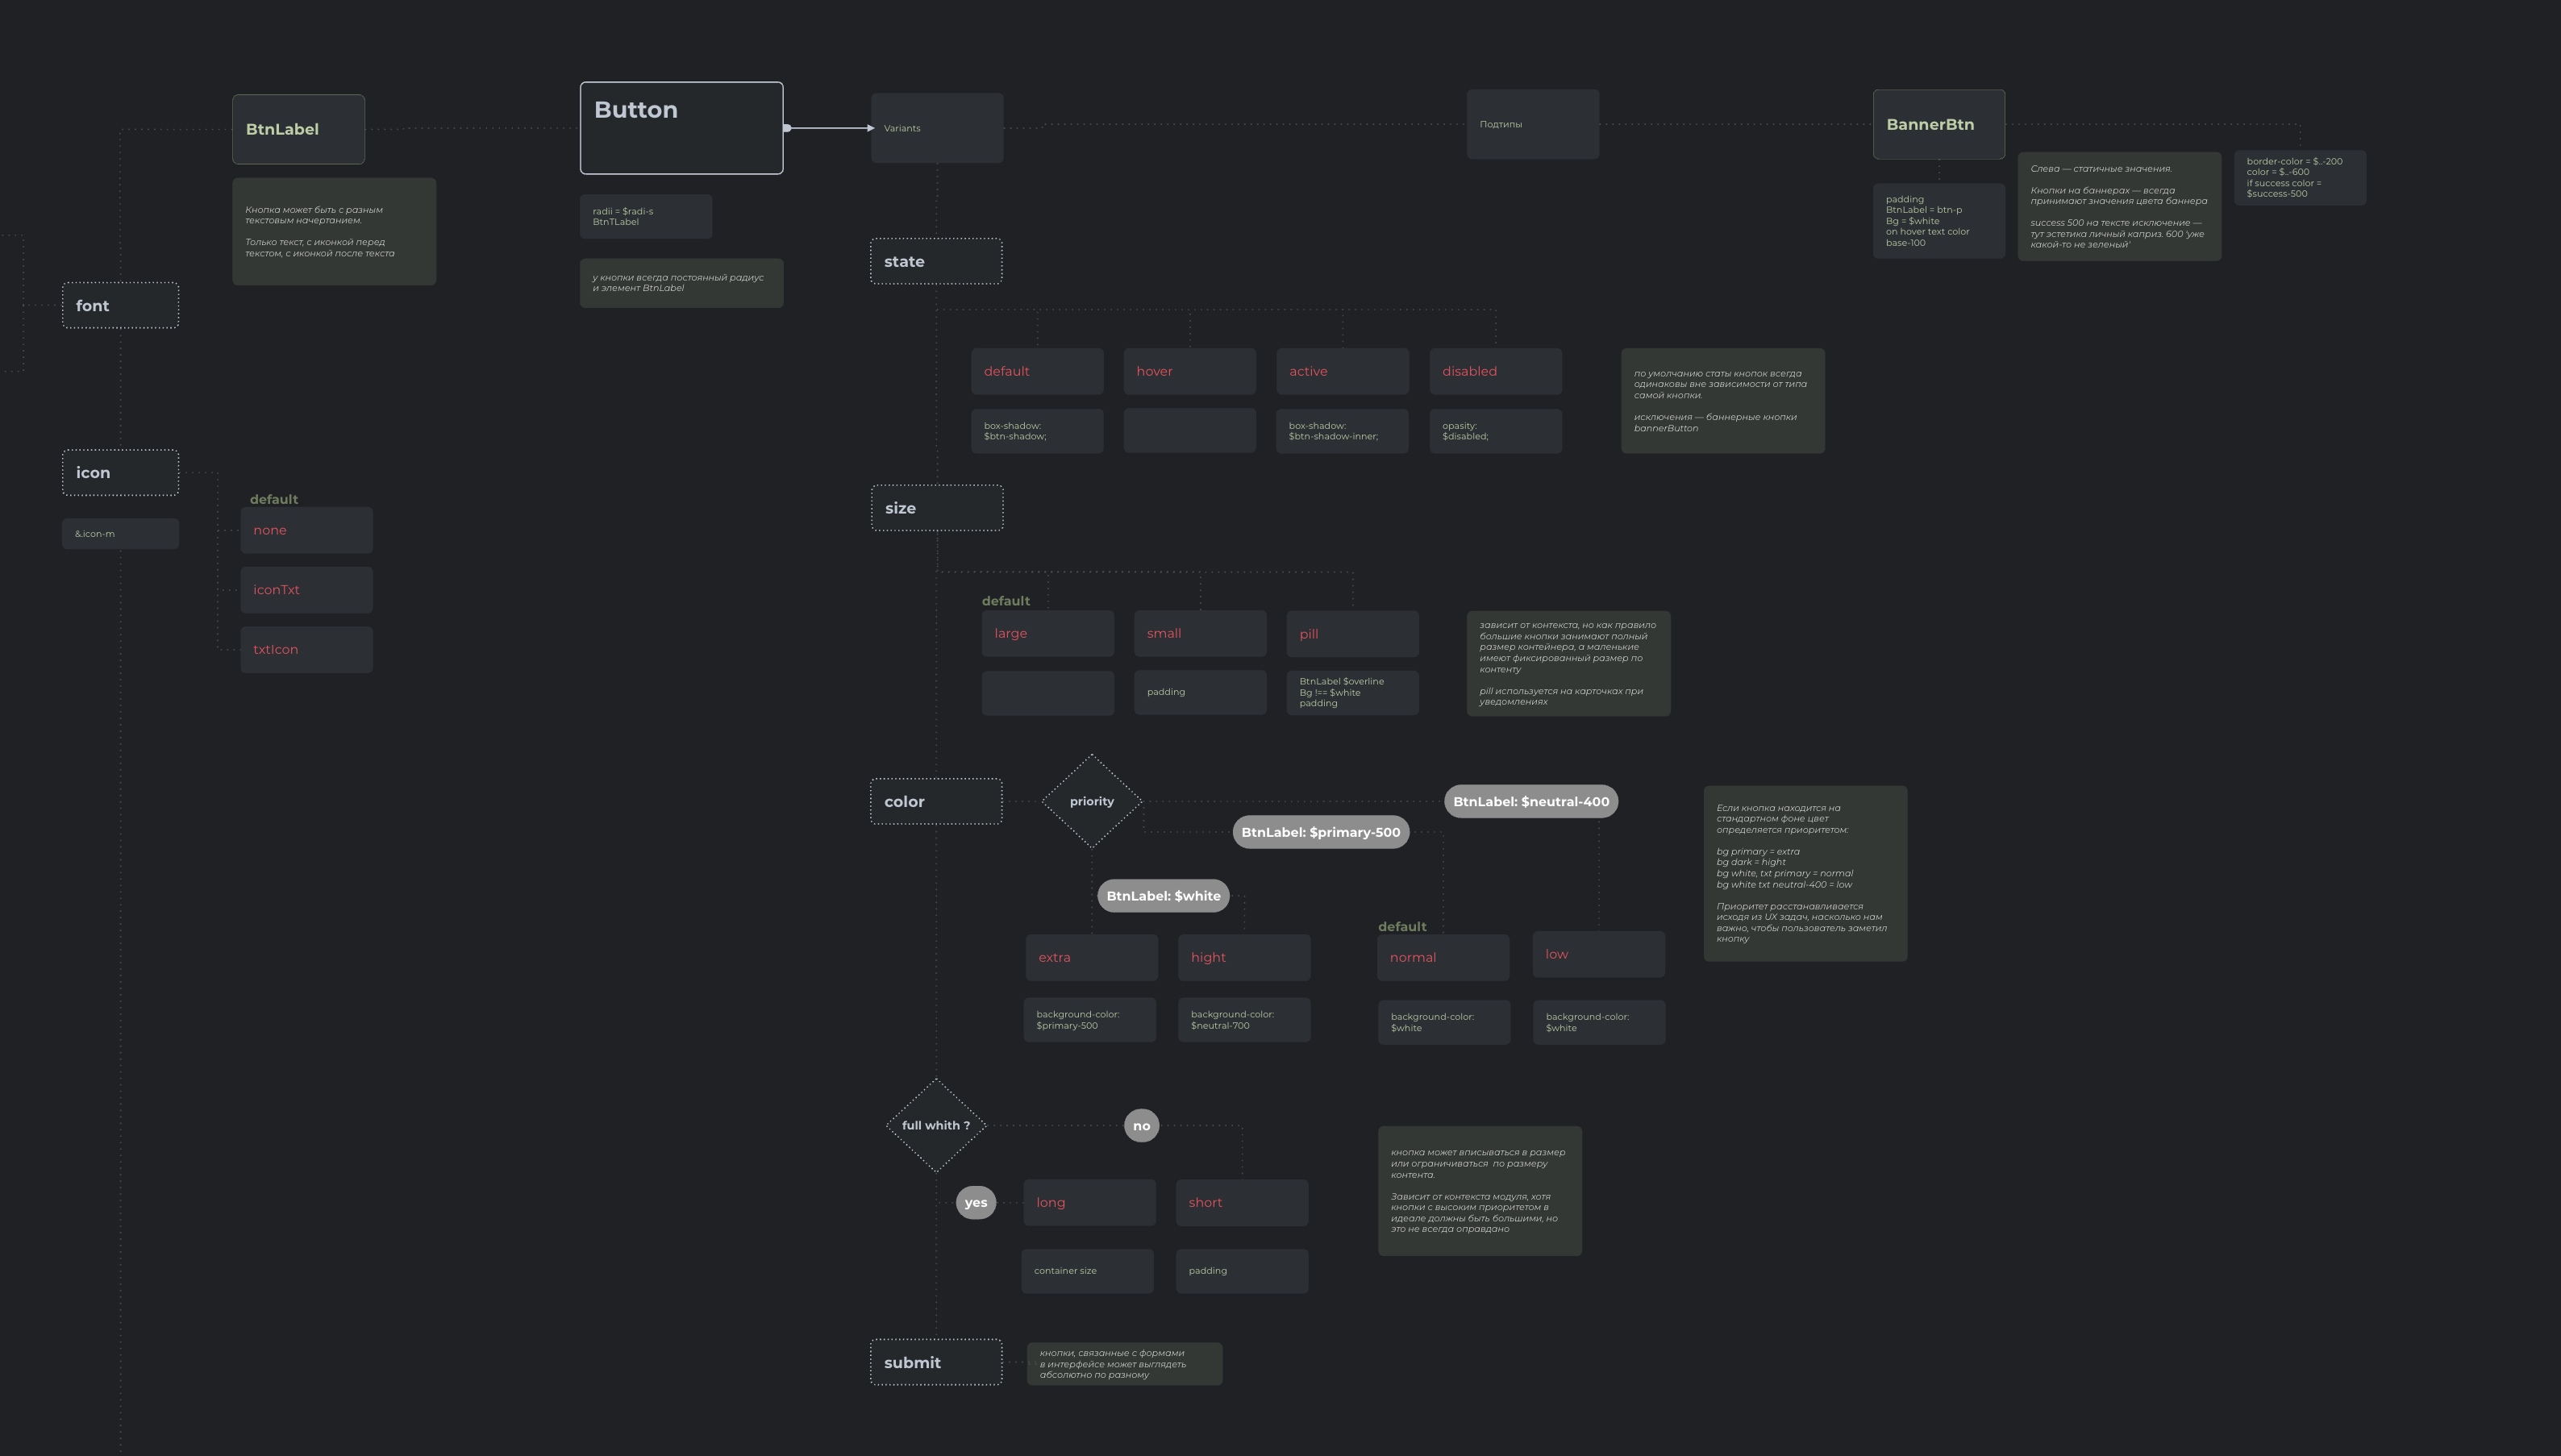 BtnLabel
Кнопка может быть с разным
текстовым начертанием.
Только текст, с иконкой перед
текстом, с иконкой после текста
font
icon
&.icon-m
default
none
iconTxt
txtIcon
Button
radii = $radi-s
BtnTLabel
у кнопки всегда постоянный радиус
и элемент BtnLabel
Variants
Подтипы
BannerBtn
padding
BtnLabel = btn-p
Bg = $white
on hover text color
base-100
Слева — статичные значения.
Кнопки на баннерах — всегда
принимают значения цвета баннера
success 500 на тексте исключение —
тут эстетика личный каприз. 600 'уже
какой-то не зеленый'
border-color = $..-200
color = $..-600
if success color =
$success-500
state
default
hover
active
disabled
box-shadow:
$btn-shadow;
box-shadow:
$btn-shadow-inner;
opasity:
$disabled;
по умолчанию статы кнопок всегда
одинаковы вне зависимости от типа
самой кнопки.
исключения — баннерные кнопки
bannerButton
size
default
large
small
pill
padding
BtnLabel $overline
Bg !== $white
padding
зависит от контекста, но как правило
большие кнопки занимают полный
размер контейнера, а маленькие
имеют фиксированный размер по
контенту
pill используется на карточках при
уведомлениях
color
priority
BtnLabel: $neutral-400
BtnLabel: $primary-500
BtnLabel: $white
extra
hight
default
normal
low
background-color:
$primary-500
background-color:
$neutral-700
background-color:
$white
background-color:
$white
Если кнопка находится на
стандартном фоне цвет
определяется приоритетом:
bg primary = extra
bg dark = hight
bg white, txt primary = normal
bg white txt neutral-400 = low
Приоритет расстанавливается
исходя из UX задач, насколько нам
важно, чтобы пользователь заметил
кнопку
full whith ?
no
yes
long
short
container size
padding
кнопка может вписываться в размер
или ограничиваться  по размеру
контента.
Зависит от контекста модуля, хотя
кнопки с высоким приоритетом в
идеале должны быть большими, но
это не всегда оправдано
submit
кнопки, связанные с формами
в интерфейсе может выглядеть
абсолютно по разному